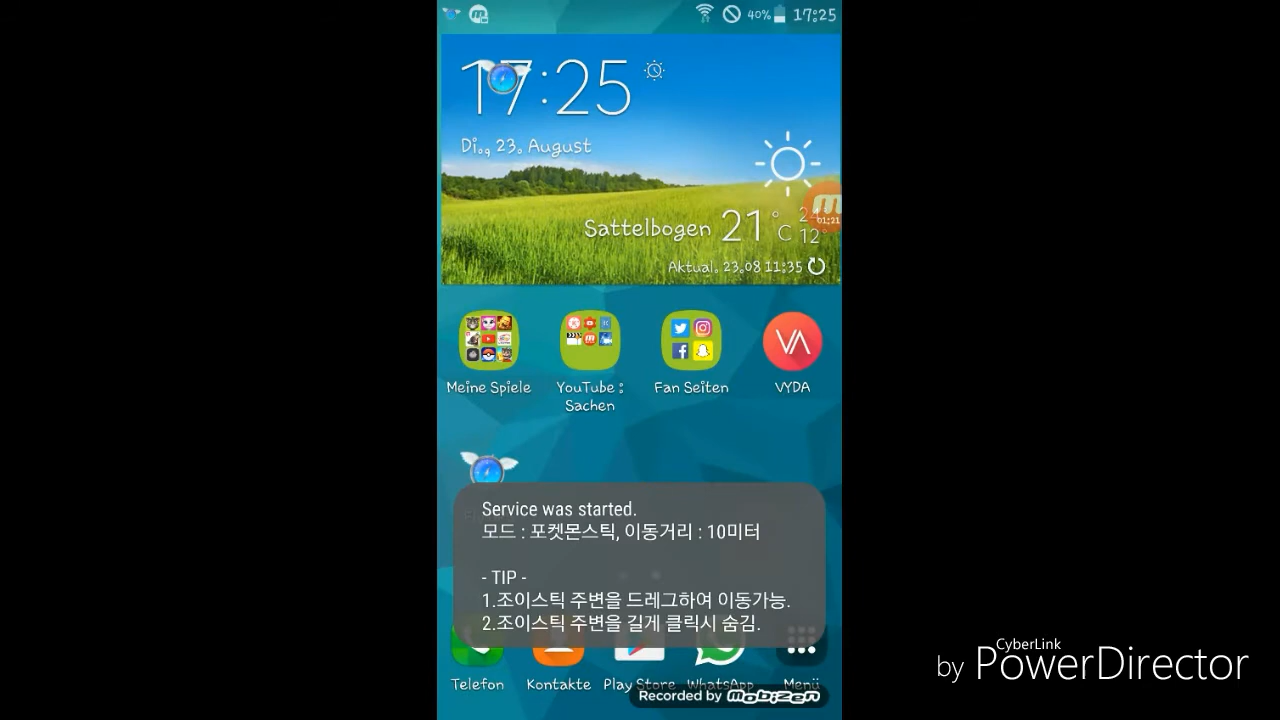 40% 17:25
17:25
Di., 23. August
01:21
Sattelbogen 21 °C
12°
Aktual. 23.08 11:35
Meine Spiele
YouTube :
Sachen
Fan Seiten
VYDA
Service was started.
모드 : 포켓몬스틱, 이동거리 : 10미터
- TIP -
1.조이스틱 주변을 드레그하여 이동가능.
2.조이스틱 주변을 길게 클릭시 숨김.
Telefon
Kontakte
Play Store
WhatsApp
Menü
Recorded by mobizen
CyberLink
by PowerDirector